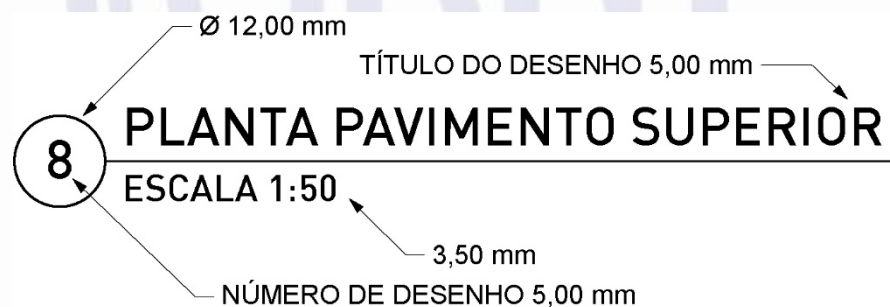 Ø 12,00 mm
TÍTULO DO DESENHO 5,00 mm
PLANTA PAVIMENTO SUPERIOR
8
ESCALA 1:50
3,50 mm
NÚMERO DE DESENHO 5,00 mm